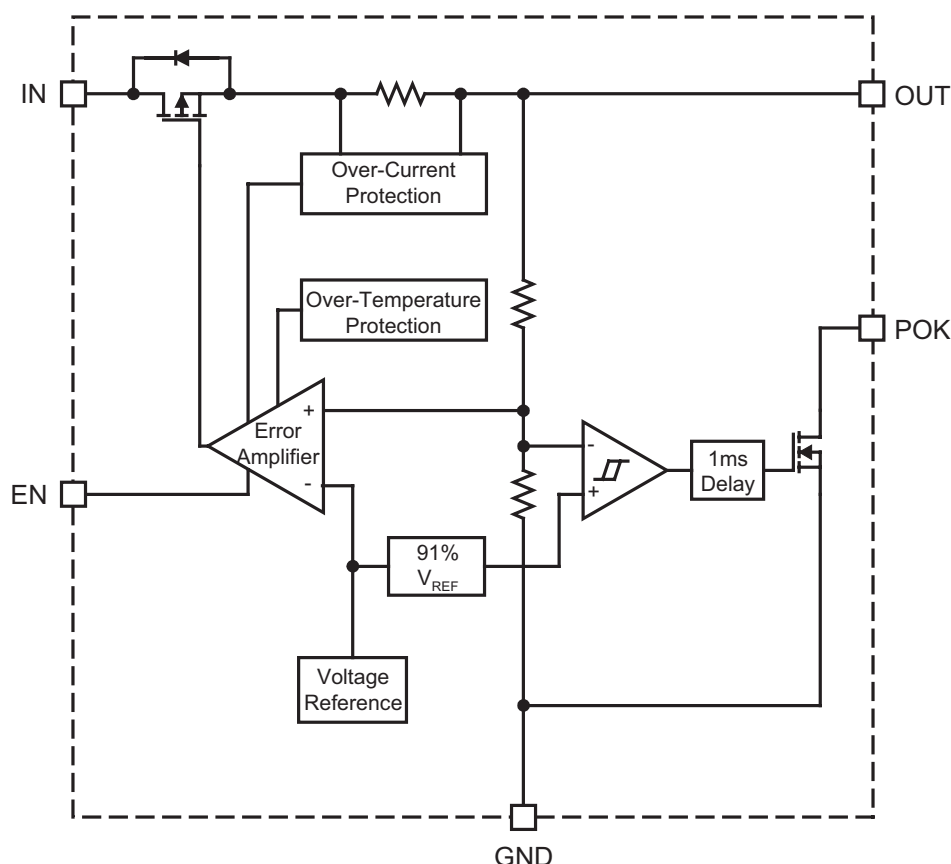 IN
OUT
Over-Current
Protection
Over-Temperature
Protection
POK
+
Error
Amplifier
-
-
+
1ms
Delay
EN
91%
VREF
Voltage
Reference
GND